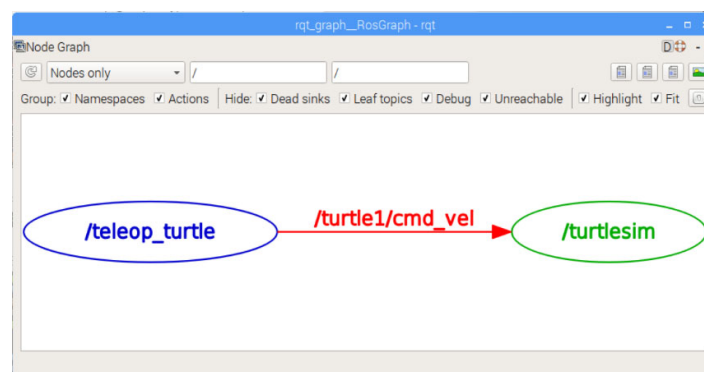 rqt_graph__RosGraph - rqt
Node Graph
D
Nodes only / /
Group: Namespaces Actions Hide: Dead sinks Leaf topics Debug Unreachable Highlight Fit
/teleop_turtle /turtle1/cmd_vel /turtlesim